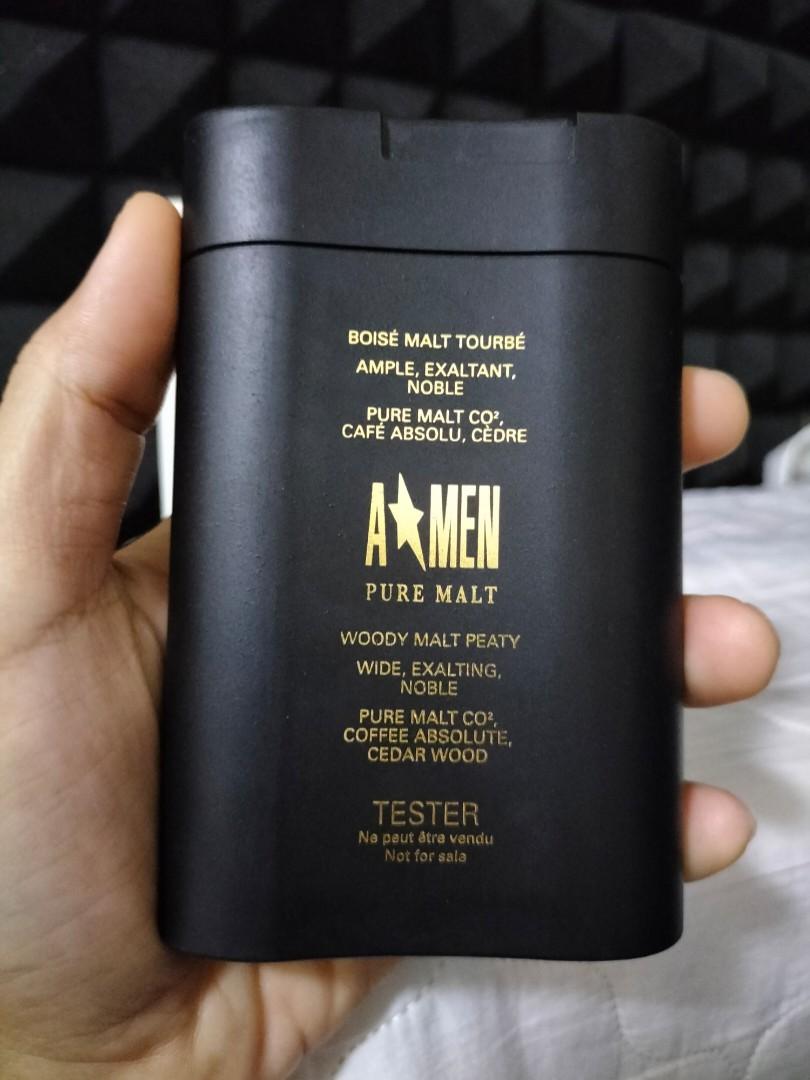 BOISÉ MALT TOURBÉ
AMPLE, EXALTANT,
NOBLE
PURE MALT CO²,
CAFÉ ABSOLU, CÈDRE
A★MEN
PURE MALT
WOODY MALT PEATY
WIDE, EXALTING,
NOBLE
PURE MALT CO²,
COFFEE ABSOLUTE,
CEDAR WOOD
TESTER
Ne peut être vendu
Not for sale